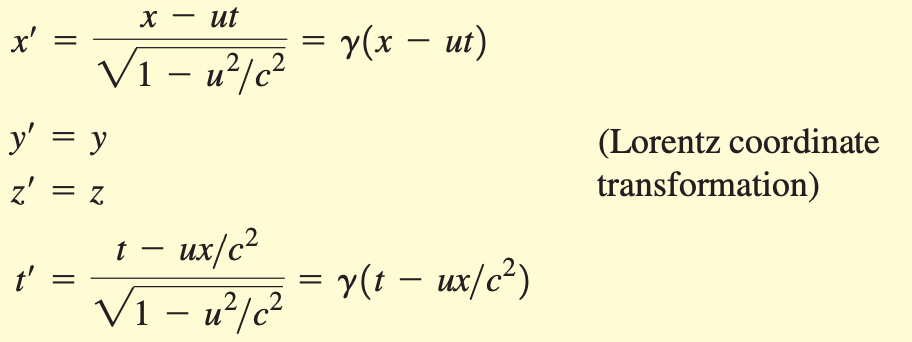 x′ = (x − ut)/√(1 − u²/c²) = γ(x − ut)
y′ = y
(Lorentz coordinate
z′ = z
transformation)
t′ = (t − ux/c²)/√(1 − u²/c²) = γ(t − ux/c²)